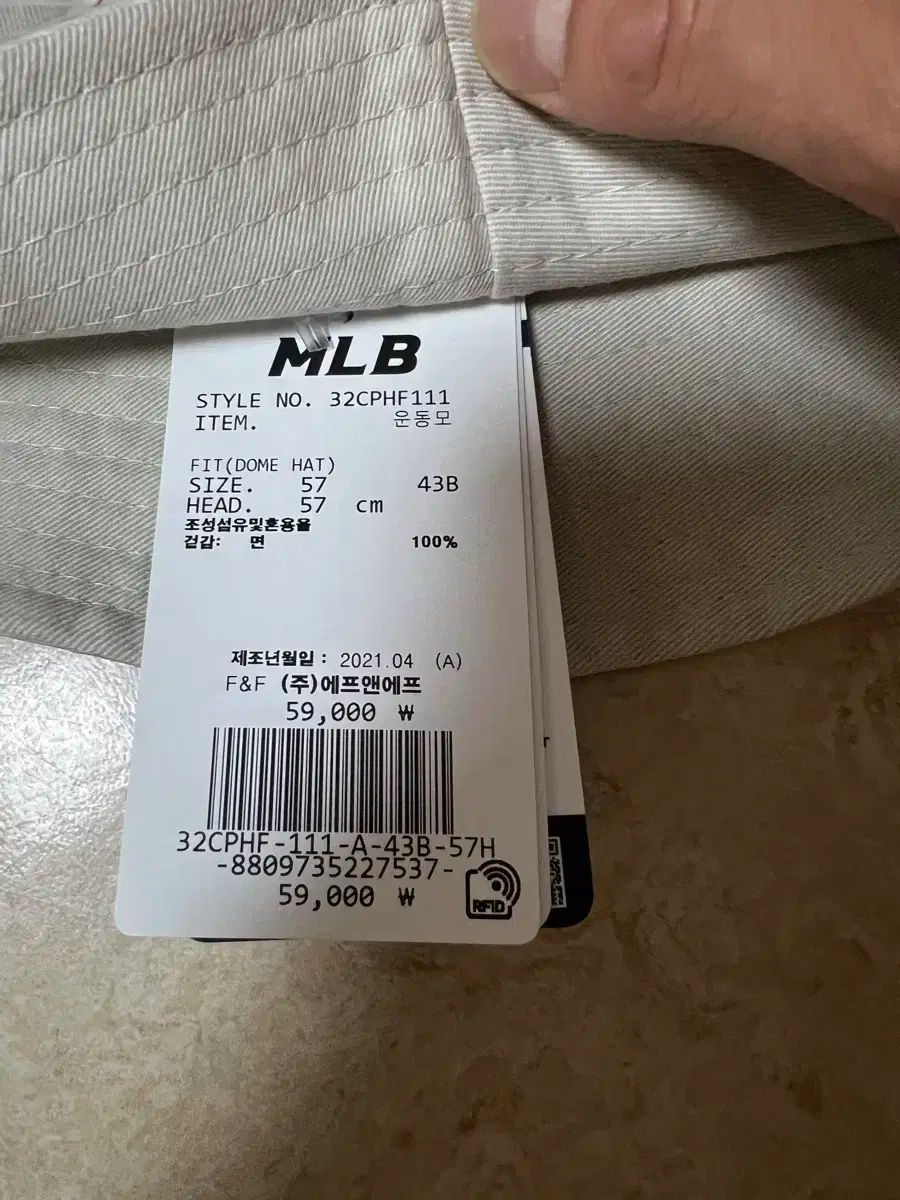 MLB
STYLE NO. 32CPHF111
ITEM. 운동모
FIT(DOME HAT)
SIZE. 57 43B
HEAD. 57 cm
조성섬유및혼용율
겉감: 면 100%
제조년월일 : 2021.04 (A)
F&F (주)에프앤에프
59,000 ₩
32CPHF-111-A-43B-57H
-8809735227537-
59,000 ₩
RFID